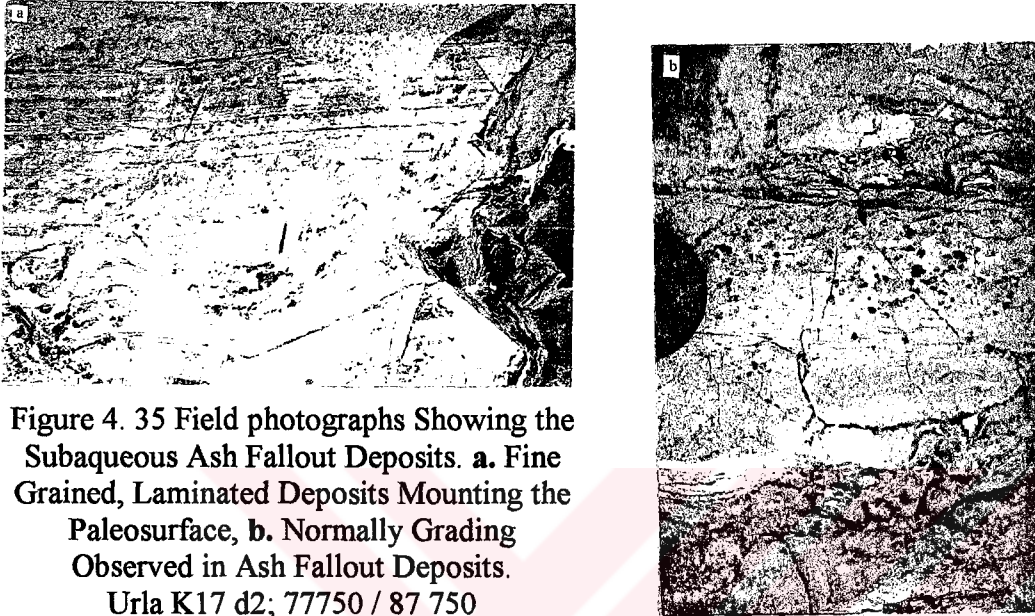 a
b
Figure 4. 35 Field photographs Showing the
Subaqueous Ash Fallout Deposits. a. Fine
Grained, Laminated Deposits Mounting the
Paleosurface, b. Normally Grading
Observed in Ash Fallout Deposits.
Urla K17 d2; 77750 / 87 750